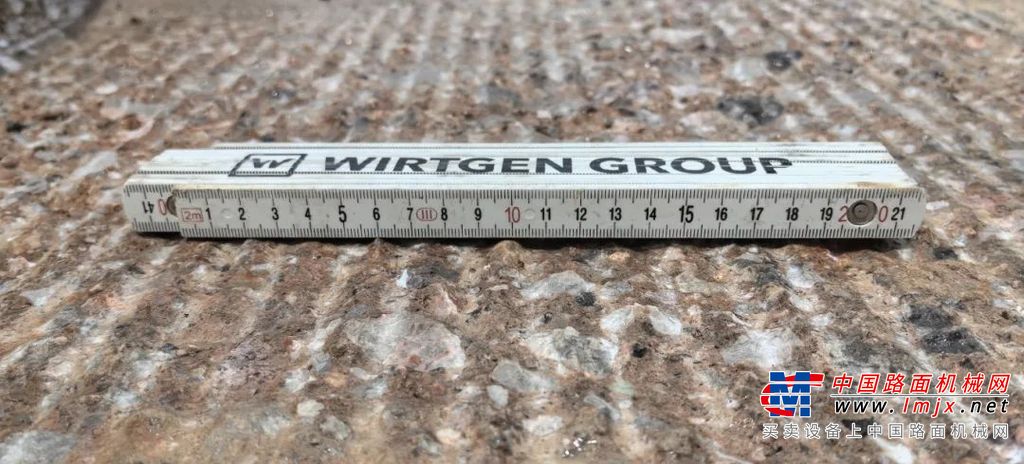 W WIRTGEN GROUP
41 0 2m 1 2 3 4 5 6 7 III 8 9 10 11 12 13 14 15 16 17 18 19 20 21
中国路面机械网
www.lmjx.net
买卖设备上中国路面机械网